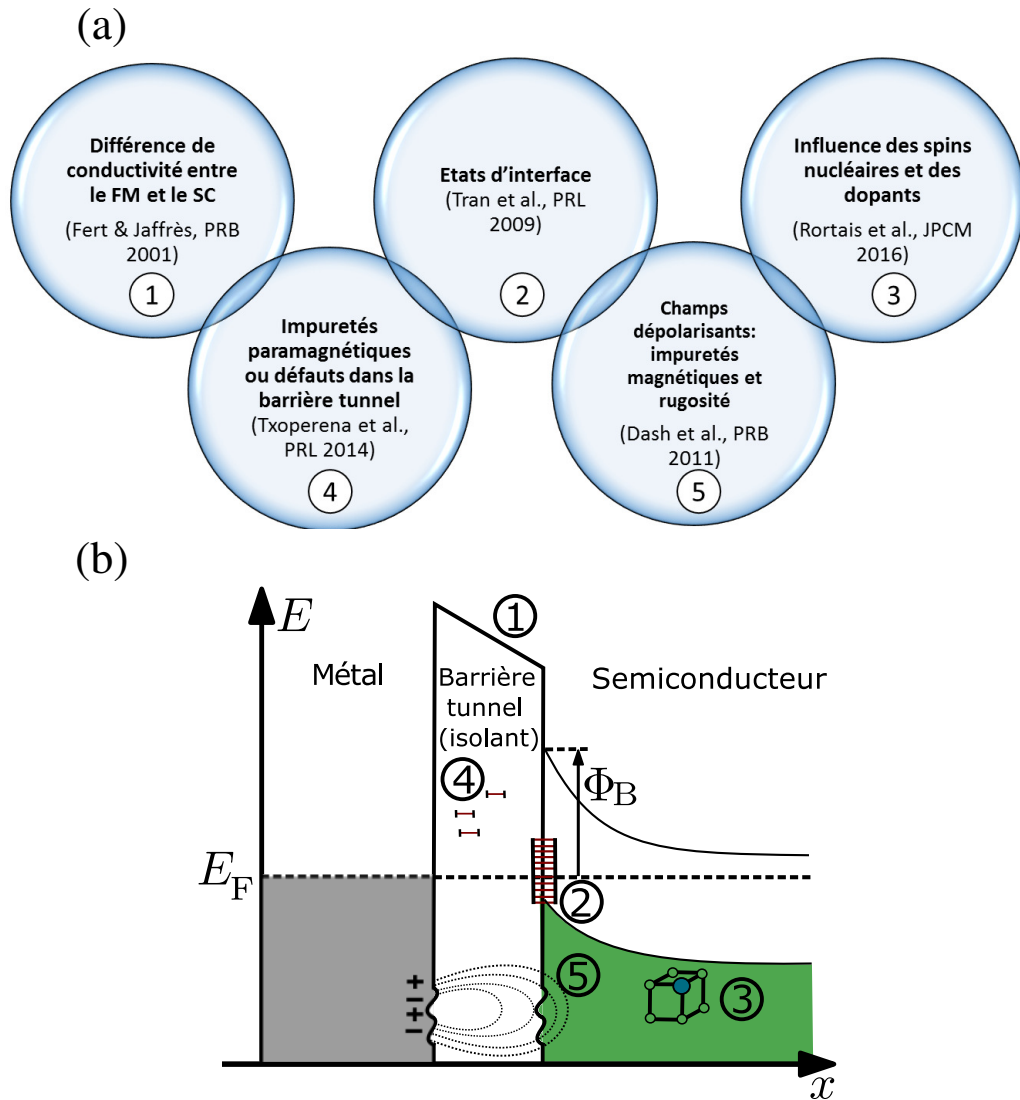 (a)
Différence de
conductivité entre
le FM et le SC
(Fert & Jaffrès, PRB
2001)
1
Etats d’interface
(Tran et al., PRL
2009)
2
Influence des spins
nucléaires et des
dopants
(Rortais et al., JPCM
2016)
3
Impuretés
paramagnétiques
ou défauts dans la
barrière tunnel
(Txoperena et al.,
PRL 2014)
4
Champs
dépolarisants:
impuretés
magnétiques et
rugosité
(Dash et al., PRB
2011)
5
(b)
E
1
Métal
Barrière
tunnel
(isolant)
Semiconducteur
4
Φ_B
E_F
2
5
3
+
-
+
-
x